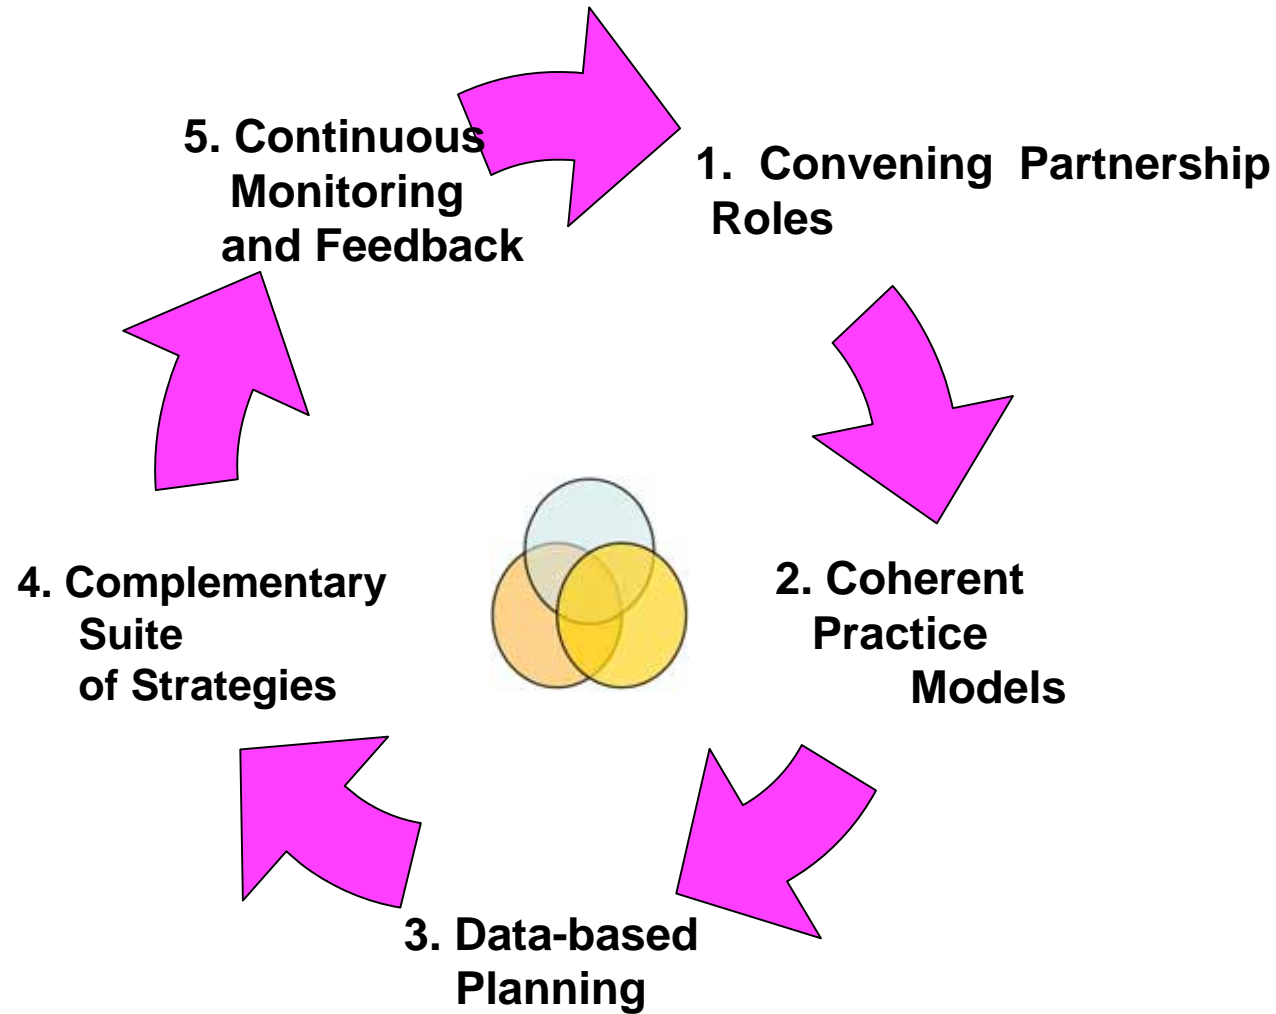 1. Convening Partnership
Roles
2. Coherent
Practice
Models
3. Data-based
Planning
4. Complementary
Suite
of Strategies
5. Continuous
Monitoring
and Feedback